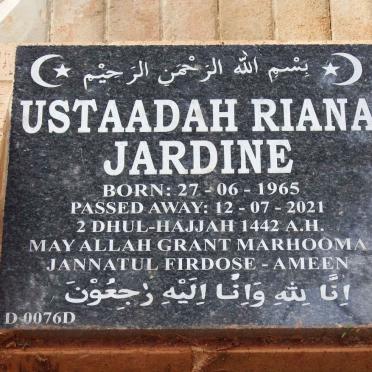 بِسْمِ اللهِ الرَّحْمٰنِ الرَّحِيْمِ
USTAADAH RIANA
JARDINE
BORN: 27 - 06 - 1965
PASSED AWAY: 12 - 07 - 2021
2 DHUL-HAJJAH 1442 A.H.
MAY ALLAH GRANT MARHOOMA
JANNATUL FIRDOSE - AMEEN
اِنَّا لِلّٰهِ وَاِنَّا اِلَيْهِ رٰجِعُوْنَ
D 0076D